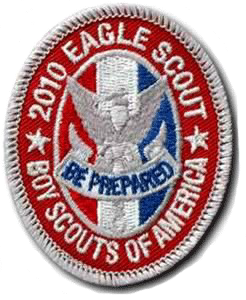 2010 EAGLE SCOUT
BE PREPARED
BOY SCOUTS OF AMERICA